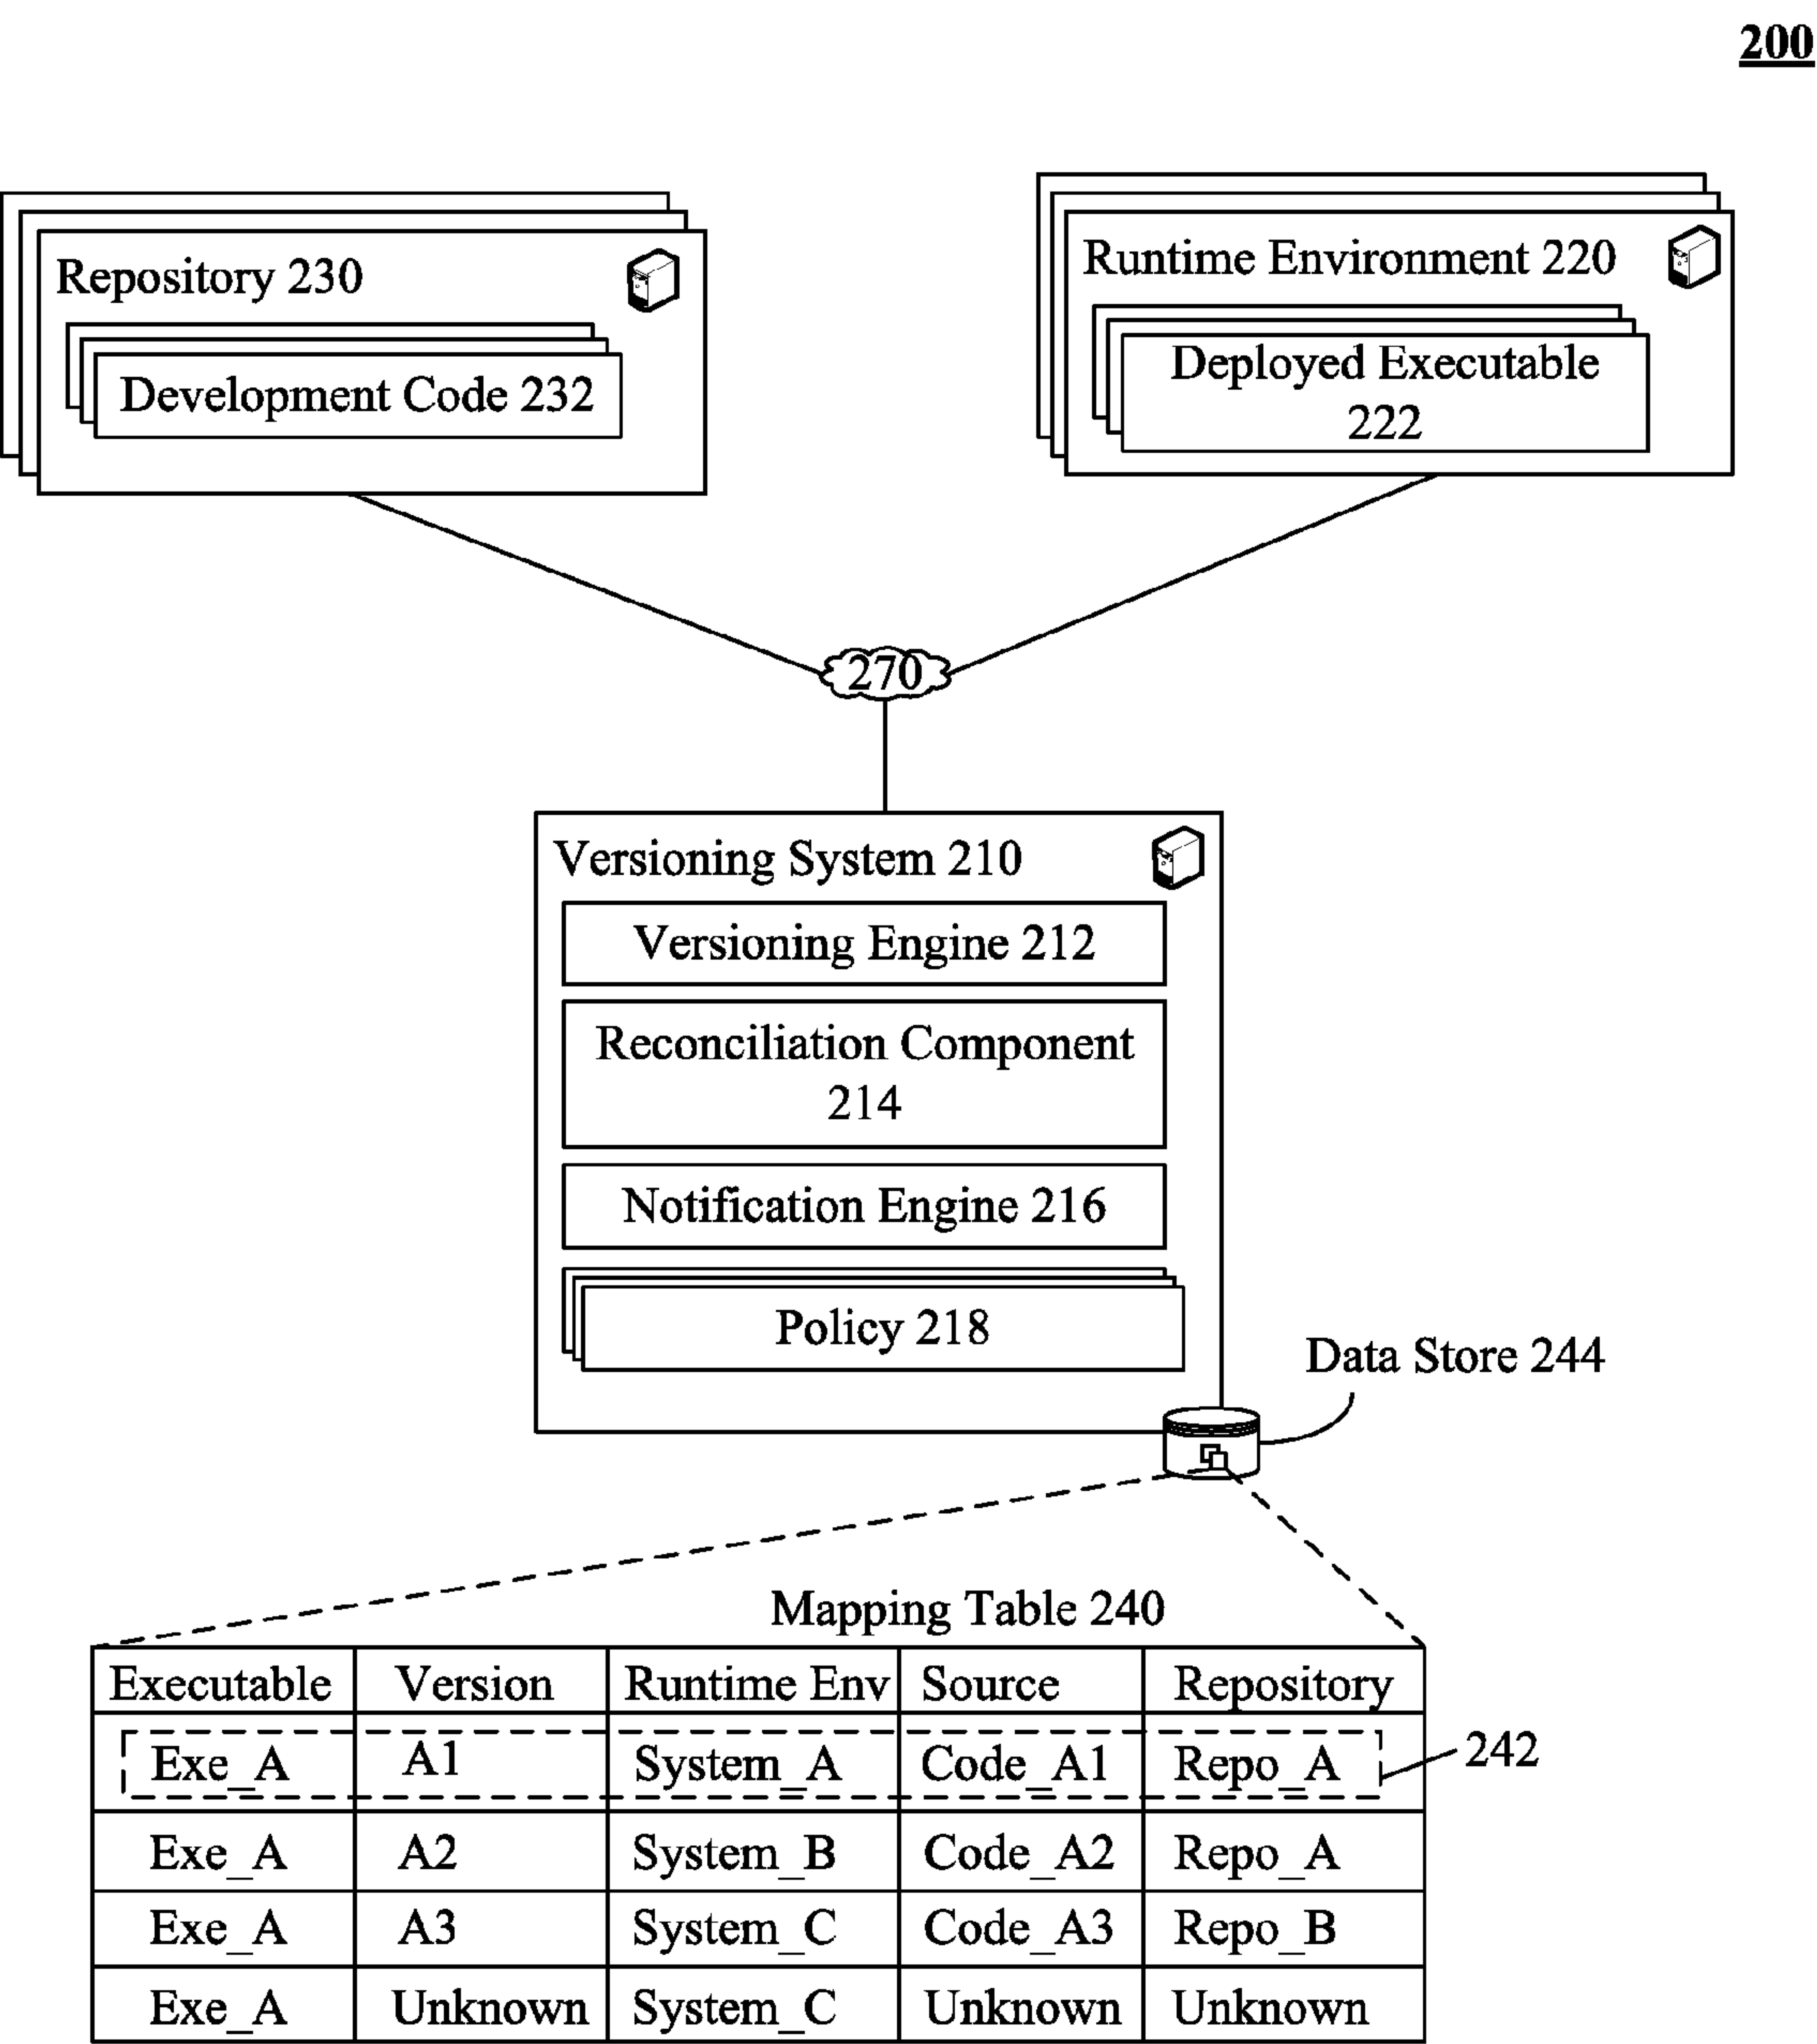 200
Repository 230
Development Code 232
Runtime Environment 220
Deployed Executable
222
270
Versioning System 210
Versioning Engine 212
Reconciliation Component
214
Notification Engine 216
Policy 218
Data Store 244
Mapping Table 240
Executable Version Runtime Env Source Repository
Exe_A A1 System_A Code_A1 Repo_A
242
Exe_A A2 System_B Code_A2 Repo_A
Exe_A A3 System_C Code_A3 Repo_B
Exe_A Unknown System_C Unknown Unknown